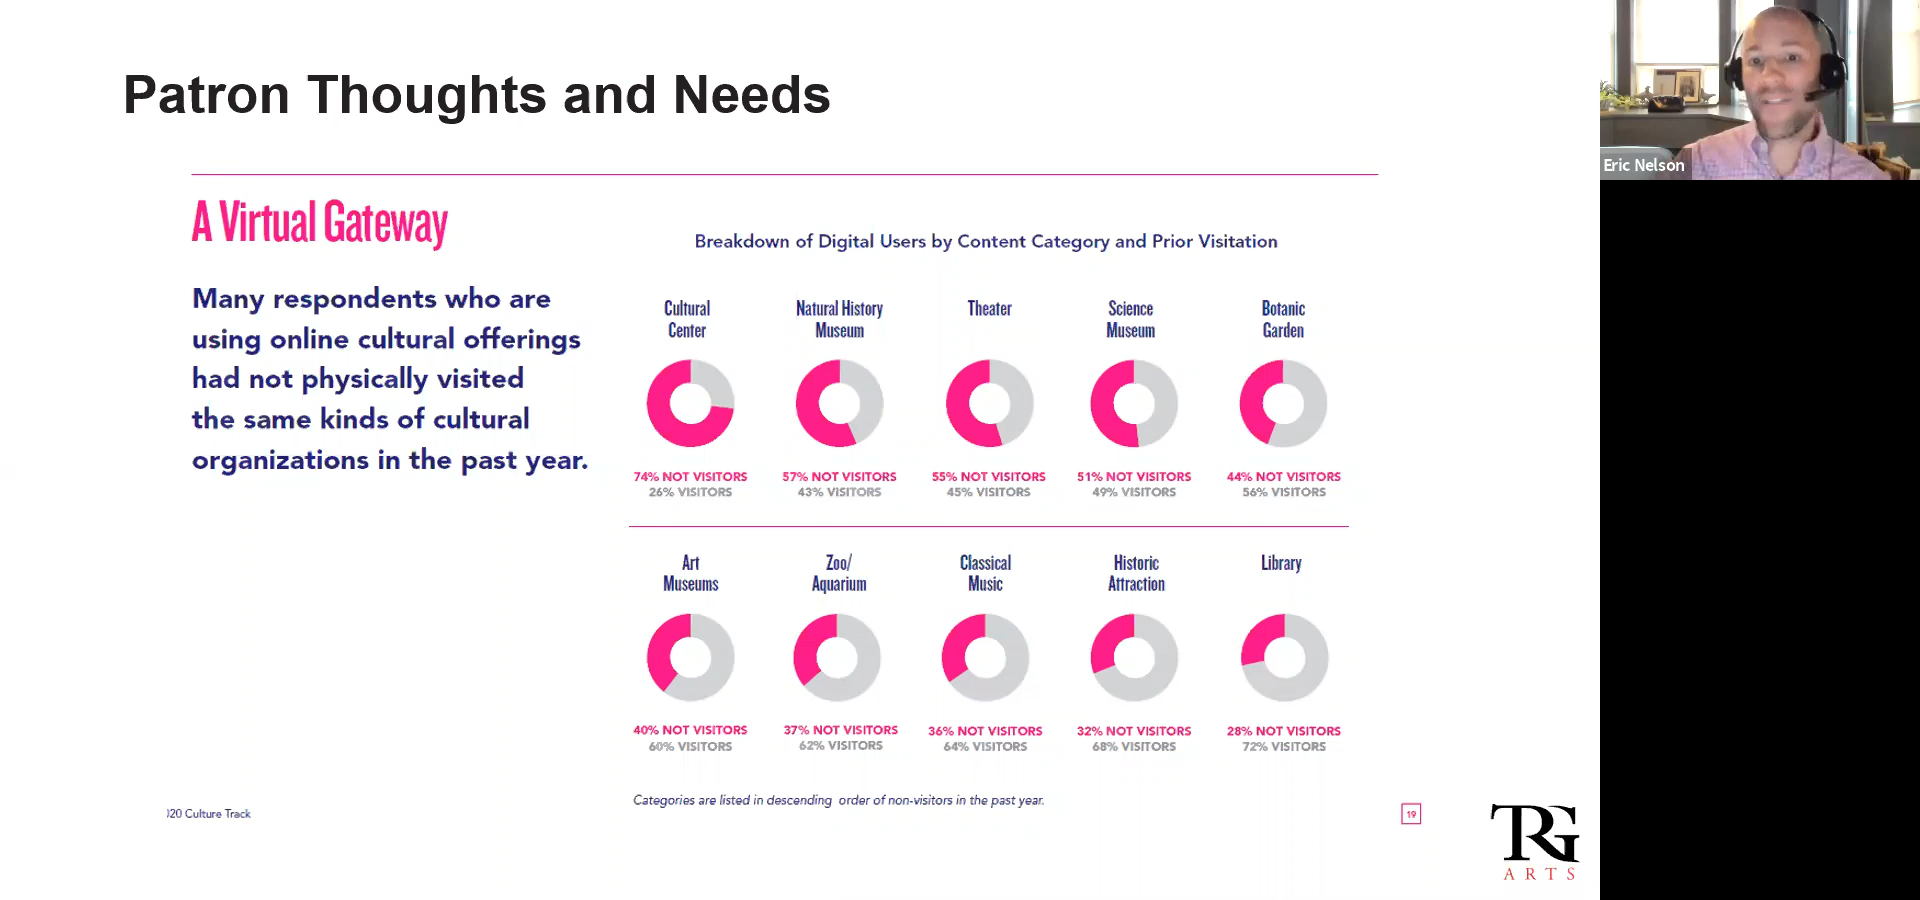 Patron Thoughts and Needs
Eric Nelson
A Virtual Gateway
Many respondents who are
using online cultural offerings
had not physically visited
the same kinds of cultural
organizations in the past year.
Breakdown of Digital Users by Content Category and Prior Visitation
Cultural
Center
74% NOT VISITORS
26% VISITORS
Natural History
Museum
57% NOT VISITORS
43% VISITORS
Theater
55% NOT VISITORS
45% VISITORS
Science
Museum
51% NOT VISITORS
49% VISITORS
Botanic
Garden
44% NOT VISITORS
56% VISITORS
Art
Museums
40% NOT VISITORS
60% VISITORS
Zoo/
Aquarium
37% NOT VISITORS
62% VISITORS
Classical
Music
36% NOT VISITORS
64% VISITORS
Historic
Attraction
32% NOT VISITORS
68% VISITORS
Library
28% NOT VISITORS
72% VISITORS
Categories are listed in descending order of non-visitors in the past year.
020 Culture Track
19
TRG
ARTS